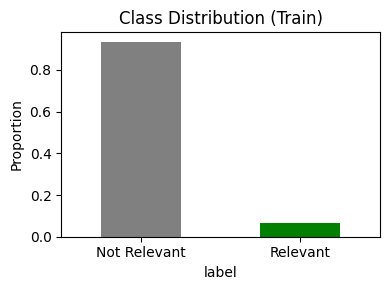 Class Distribution (Train)
Proportion
0.8
0.6
0.4
0.2
0.0
Not Relevant
Relevant
label